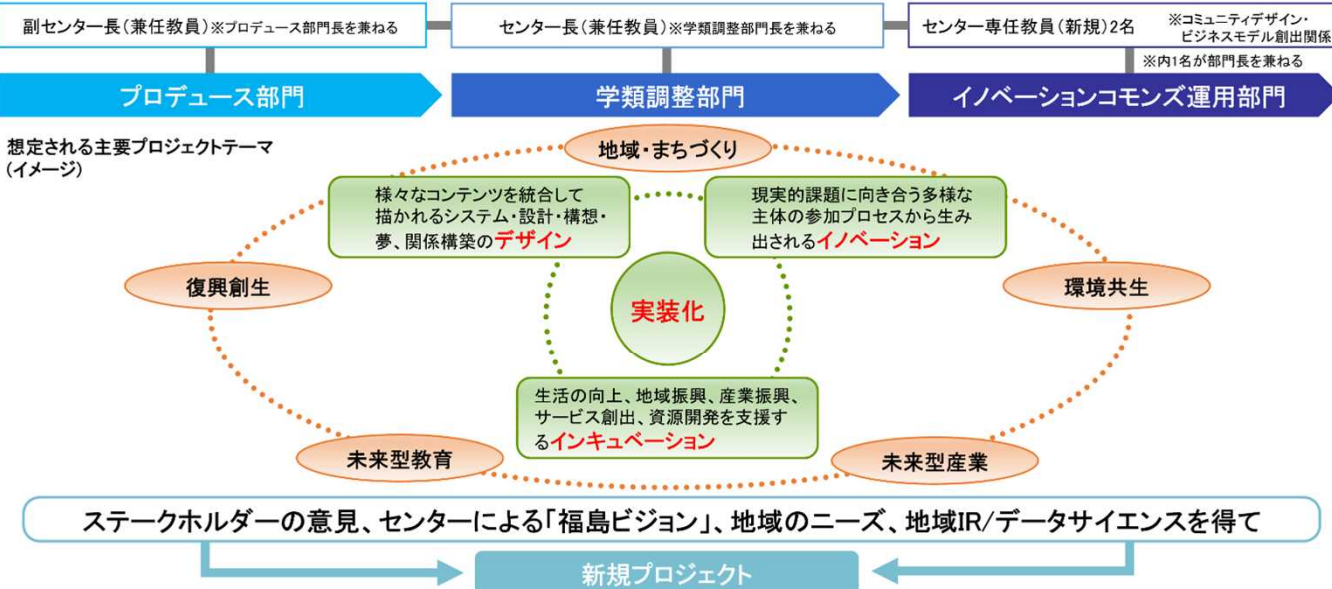 副センター長(兼任教員)※プロデュース部門長を兼ねる
センター長(兼任教員)※学類調整部門長を兼ねる
センター専任教員(新規)2名
※コミュニティデザイン・
ビジネスモデル創出関係
※内1名が部門長を兼ねる
プロデュース部門
学類調整部門
イノベーションコモンズ運用部門
想定される主要プロジェクトテーマ
(イメージ)
地域・まちづくり
様々なコンテンツを統合して
描かれるシステム・設計・構想・
夢、関係構築のデザイン
現実的課題に向き合う多様な
主体の参加プロセスから生み
出されるイノベーション
復興創生
実装化
環境共生
生活の向上、地域振興、産業振興、
サービス創出、資源開発を支援す
るインキュベーション
未来型教育
未来型産業
ステークホルダーの意見、センターによる「福島ビジョン」、地域のニーズ、地域IR/データサイエンスを得て
新規プロジェクト